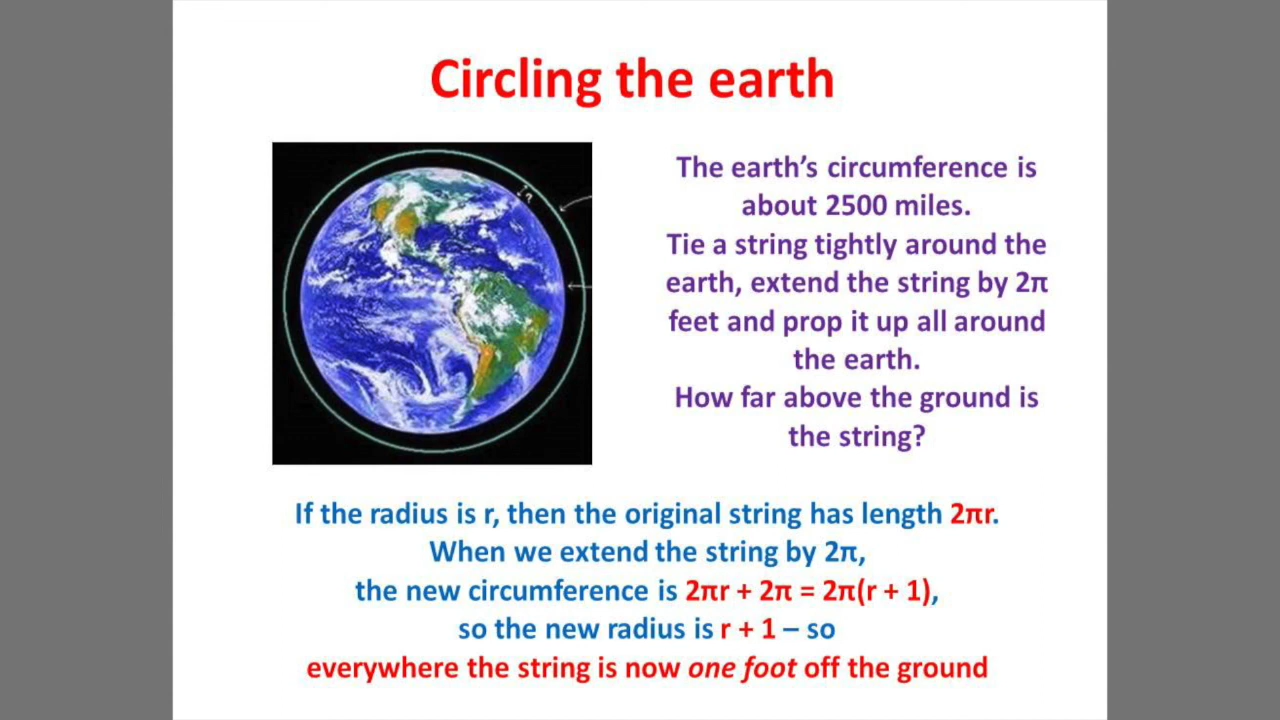 Circling the earth
?
The earth's circumference is
about 2500 miles.
Tie a string tightly around the
earth, extend the string by 2π
feet and prop it up all around
the earth.
How far above the ground is
the string?
If the radius is r, then the original string has length 2πr.
When we extend the string by 2π,
the new circumference is 2πr + 2π = 2π(r + 1),
so the new radius is r + 1 – so
everywhere the string is now one foot off the ground